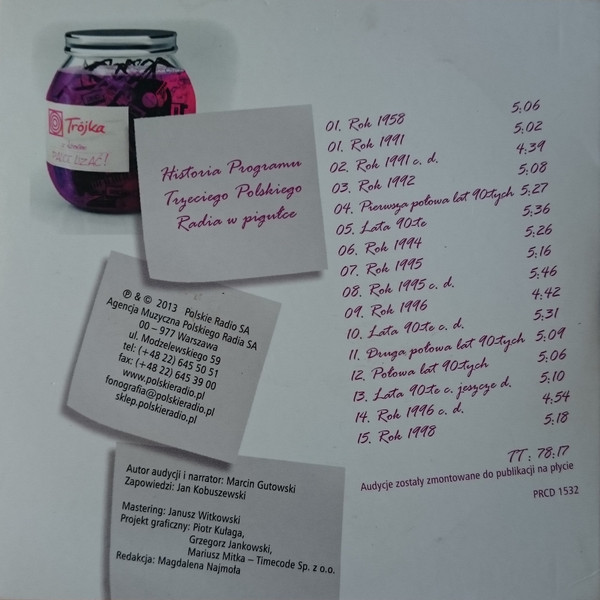 Trójka
PALCE LIZAĆ!
Historia Programu
Trzeciego Polskiego
Radia w pigułce
01. Rok 1958 5:06
01. Rok 1991 5:02
02. Rok 1991 c. d. 4:39
03. Rok 1992 5:08
04. Pierwsza połowa lat 90-tych 5:27
05. Lata 90-te 5:36
06. Rok 1994 5:26
07. Rok 1995 5:16
08. Rok 1995 c. d. 5:46
09. Rok 1996 4:42
10. Lata 90-te c. d. 5:31
11. Druga połowa lat 90-tych 5:09
12. Połowa lat 90-tych 5:06
13. Lata 90-te c. jeszcze d. 5:10
14. Rok 1996 c. d. 4:54
15. Rok 1998 5:18
TT: 78:17
Audycje zostały zmontowane do publikacji na płycie
PRCD 1532
℗ & © 2013 Polskie Radio SA
Agencja Muzyczna Polskiego Radia SA
00 – 977 Warszawa
ul. Modzelewskiego 59
tel: (+48 22) 645 50 51
fax: (+48 22) 645 39 00
www.polskieradio.pl
fonografia@polskieradio.pl
sklep.polskieradio.pl
Autor audycji i narrator: Marcin Gutowski
Zapowiedzi: Jan Kobuszewski
Mastering: Janusz Witkowski
Projekt graficzny: Piotr Kułaga,
Grzegorz Jankowski,
Mariusz Mitka – Timecode Sp. z o.o.
Redakcja: Magdalena Najmoła